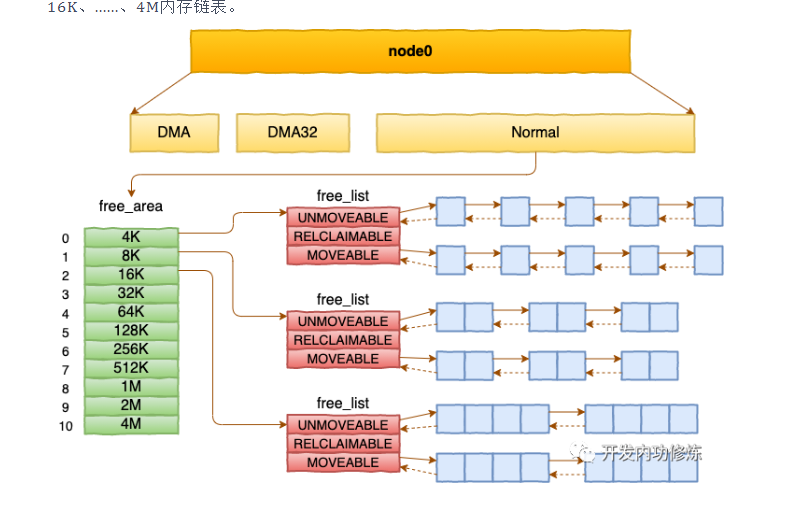 16K、……、4M内存链表。
node0
DMA
DMA32
Normal
free_area
0 4K
1 8K
2 16K
3 32K
4 64K
5 128K
6 256K
7 512K
8 1M
9 2M
10 4M
free_list
UNMOVEABLE
RELCLAIMABLE
MOVEABLE
free_list
UNMOVEABLE
RELCLAIMABLE
MOVEABLE
free_list
UNMOVEABLE
RELCLAIMABLE
MOVEABLE
开发内功修炼